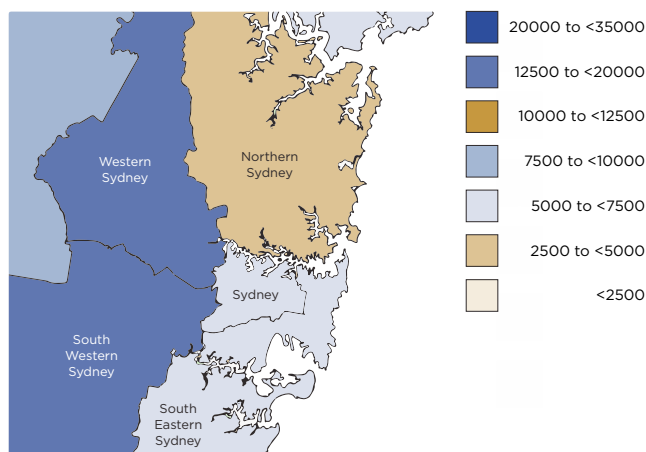 20000 to <35000
12500 to <20000
10000 to <12500
7500 to <10000
5000 to <7500
2500 to <5000
<2500
Western
Sydney
Northern
Sydney
Sydney
South
Western
Sydney
South
Eastern
Sydney